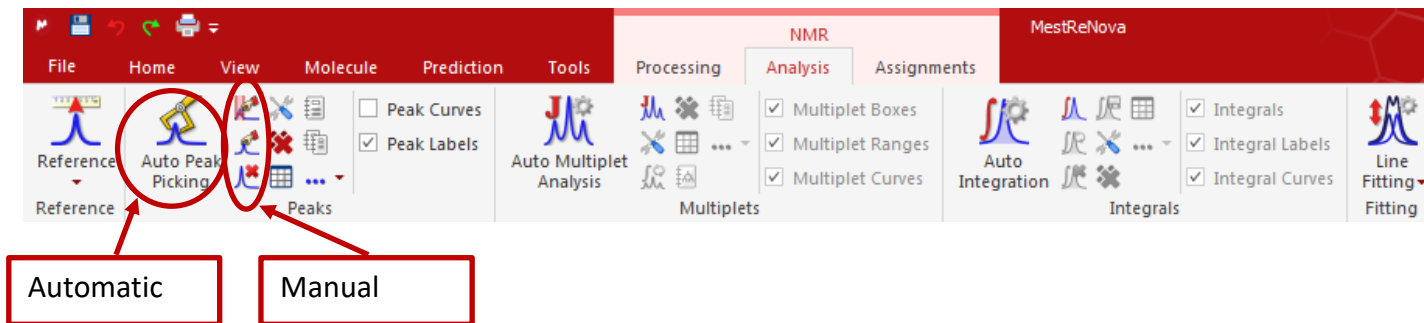 NMR
MestReNova
File Home View Molecule Prediction Tools Processing Analysis Assignments
Peak Curves
Multiplet Boxes
Integrals
Reference
Auto Peak
Picking
Peak Labels
Auto Multiplet
Analysis
Multiplet Ranges
Auto
Integration
Integral Labels
Line
Fitting
Multiplet Curves
Integral Curves
Reference Peaks Multiplets Integrals Fitting
Automatic Manual